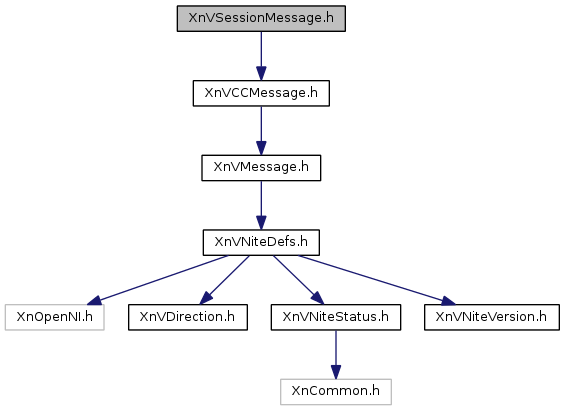 XnVSessionMessage.h
XnVCCMessage.h
XnVMessage.h
XnVNiteDefs.h
XnOpenNI.h
XnVDirection.h
XnVNiteStatus.h
XnVNiteVersion.h
XnCommon.h